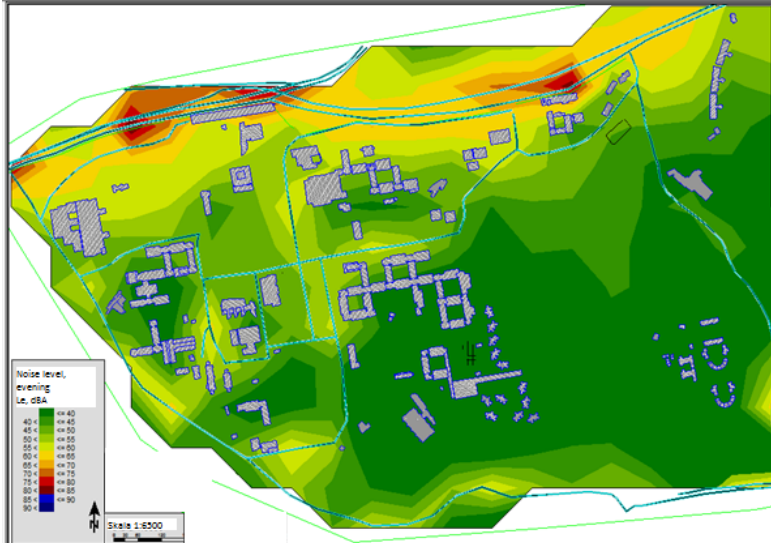 Noise level,
evening
Le, dBA
<= 40
40 < <= 45
45 < <= 50
50 < <= 55
55 < <= 60
60 < <= 65
65 < <= 70
70 < <= 75
75 < <= 80
80 < <= 85
85 < <= 90
90 <
N
Skala 1:6500